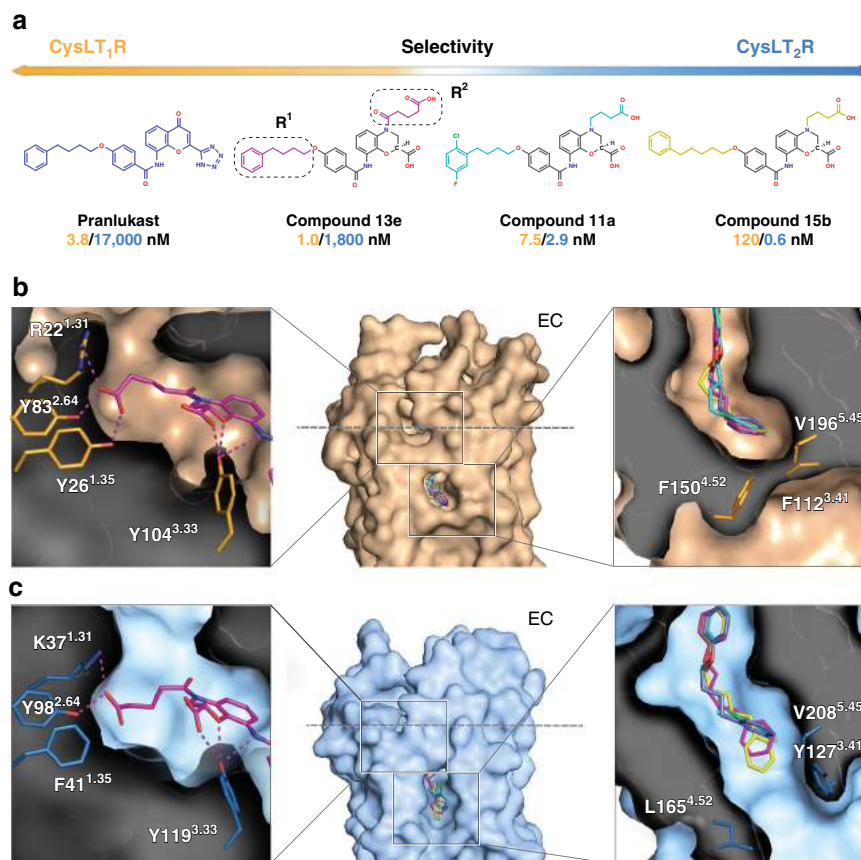 a
CysLT1R Selectivity CysLT2R
R1 R2
Pranlukast Compound 13e Compound 11a Compound 15b
3.8/17,000 nM 1.0/1,800 nM 7.5/2.9 nM 120/0.6 nM
b
EC
R22^1.31
Y83^2.64
Y26^1.35
Y104^3.33
V196^5.45
F150^4.52
F112^3.41
c
EC
K37^1.31
Y98^2.64
F41^1.35
Y119^3.33
V208^5.45
Y127^3.41
L165^4.52